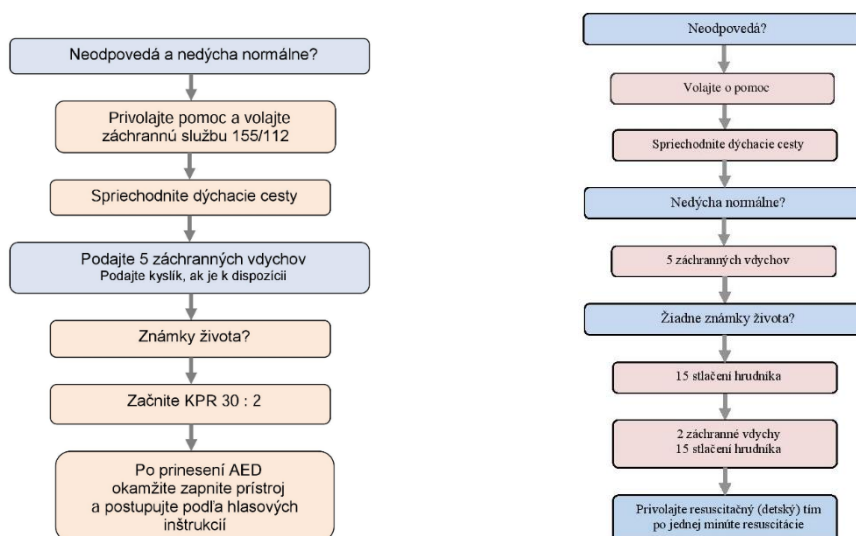 Neodpovedá a nedýcha normálne?
Privolajte pomoc a volajte
záchrannú službu 155/112
Spriechodnite dýchacie cesty
Podajte 5 záchranných vdychov
Podajte kyslík, ak je k dispozícii
Známky života?
Začnite KPR 30 : 2
Po prinesení AED
okamžite zapnite prístroj
a postupujte podľa hlasových
inštrukcií
Neodpovedá?
Volajte o pomoc
Spriechodnite dýchacie cesty
Nedýcha normálne?
5 záchranných vdychov
Žiadne známky života?
15 stlačení hrudníka
2 záchranné vdychy
15 stlačení hrudníka
Privolajte resuscitačný (detský) tím
po jednej minúte resuscitácie